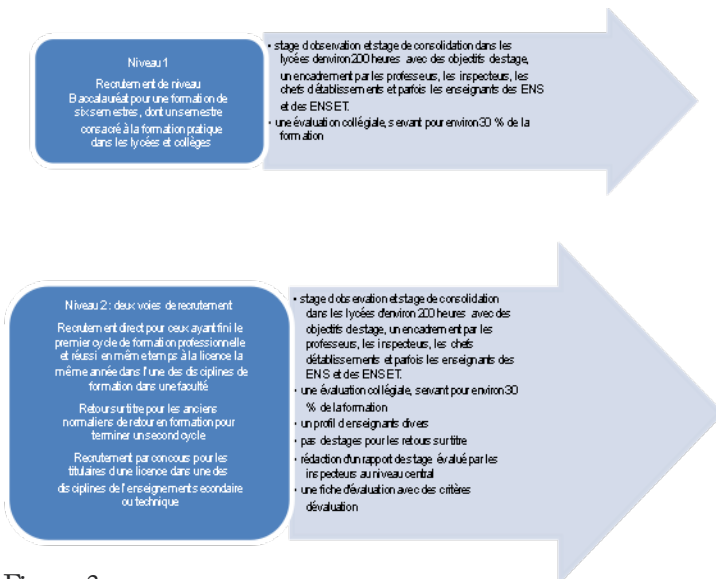 Niveau 1
Recrutement de niveau
Baccalauréat pour une formation de
six semestres, dont un semestre
consacré à la formation pratique
dans les lycées et collèges
• stage d'observation et stage de consolidation dans les
lycées d'environ 200 heures avec des objectifs de stage,
un encadrement par les professeurs, les inspecteurs, les
chefs d'établissements et parfois les enseignants des ENS
et des ENSET.
• une évaluation collégiale, servant pour environ 30 % de la
formation
Niveau 2 : deux voies de recrutement
Recrutement direct pour ceux ayant fini le
premier cycle de formation professionnelle
et réussi en même temps à la licence la
même année dans l'une des disciplines de
formation dans une faculté
Retour sur titre pour les anciens
normaliens de retour en formation pour
terminer un second cycle
Recrutement par concours pour les
titulaires d'une licence dans une des
disciplines de l'enseignement secondaire
ou technique
• stage d'observation et stage de consolidation
dans les lycées d'environ 200 heures avec des
objectifs de stage, un encadrement par les
professeurs, les inspecteurs, les chefs
d'établissements et parfois les enseignants des
ENS et des ENSET.
• une évaluation collégiale, servant pour environ 30
% de la formation
• un profil d'enseignants divers
• pas de stages pour les retours sur titre
• rédaction d'un rapport de stage évalué par les
inspecteurs au niveau central
• une fiche d'évaluation avec des critères
d'évaluation